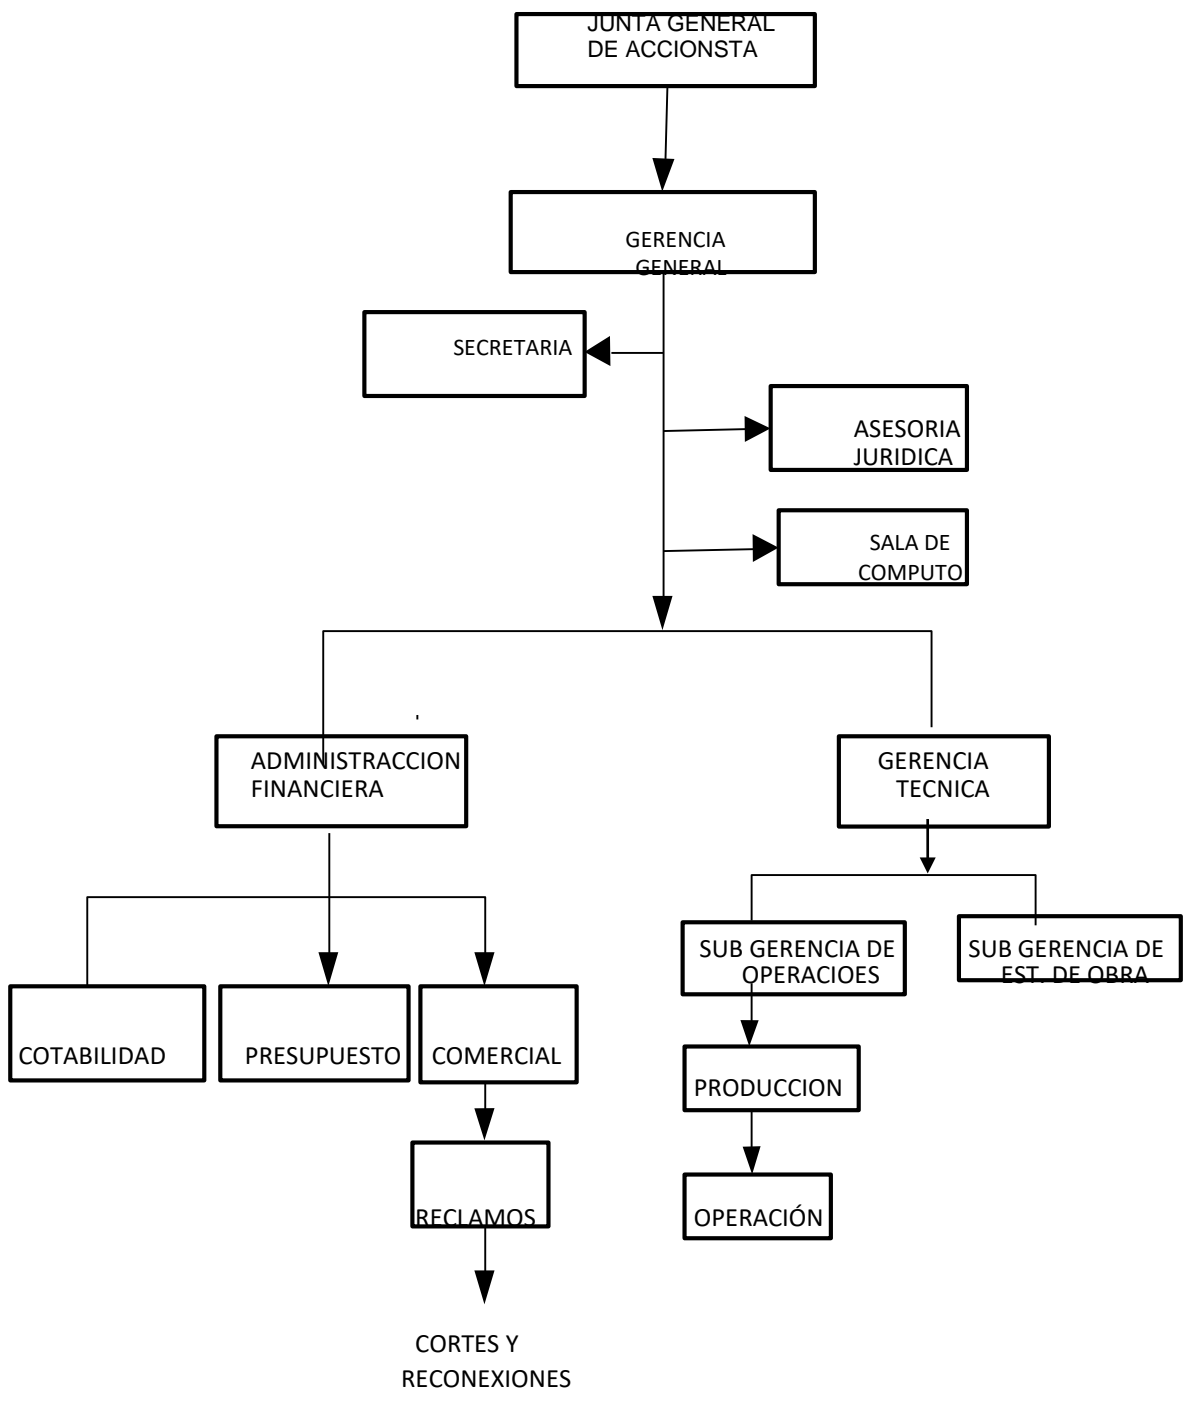 JUNTA GENERAL
DE ACCIONSTA
GERENCIA
GENERAL
SECRETARIA
ASESORIA
JURIDICA
SALA DE
COMPUTO
ADMINISTRACCION
FINANCIERA
GERENCIA
TECNICA
SUB GERENCIA DE
OPERACIOES
SUB GERENCIA DE
EST. DE OBRA
COTABILIDAD
PRESUPUESTO
COMERCIAL
PRODUCCION
RECLAMOS
OPERACIÓN
CORTES Y
RECONEXIONES